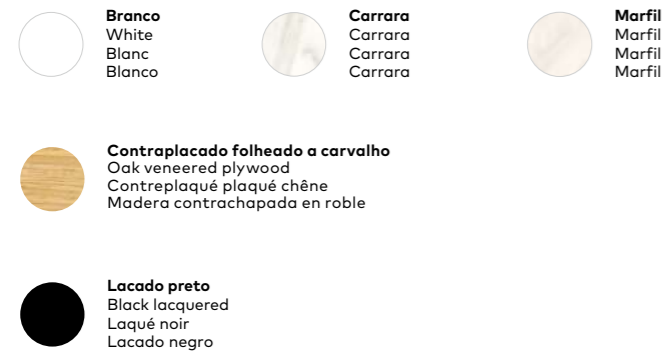 Branco
White
Blanc
Blanco
Carrara
Carrara
Carrara
Carrara
Marfil
Marfil
Marfil
Marfil
Contraplacado folheado a carvalho
Oak veneered plywood
Contreplaqué plaqué chêne
Madera contrachapada en roble
Lacado preto
Black lacquered
Laqué noir
Lacado negro